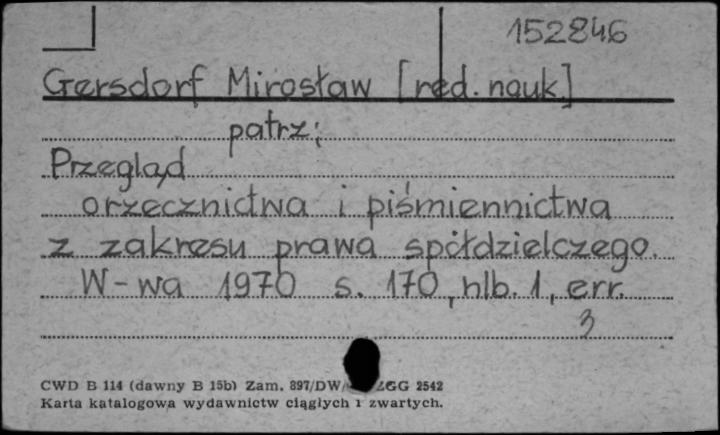 152846
Gersdorf Mirosław [red. nauk]
patrz:
Przegląd
orzecznictwa i piśmiennictwa
z zakresu prawa spółdzielczego.
W-wa 1970 s. 170, nlb. 1, err.
3
CWD B 114 (dawny B 15b) Zam. 897/DW/ ZGG 2542
Karta katalogowa wydawnictw ciągłych i zwartych.